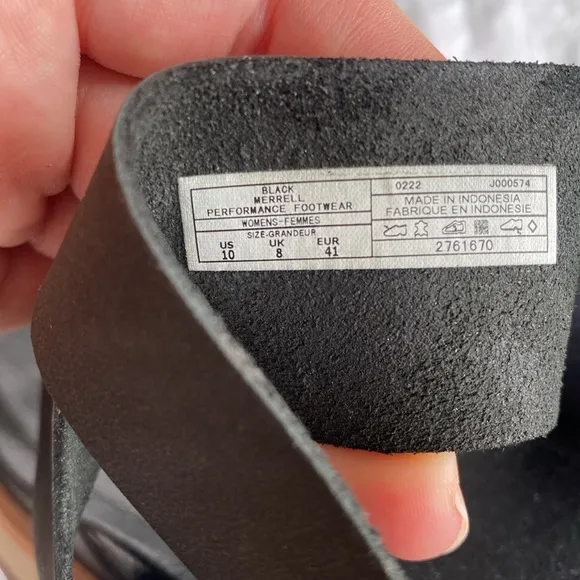 BLACK
MERRELL
PERFORMANCE FOOTWEAR
WOMENS-FEMMES
SIZE-GRANDEUR
US UK EUR
10 8 41
0222 J000574
MADE IN INDONESIA
FABRIQUE EN INDONESIE
2761670